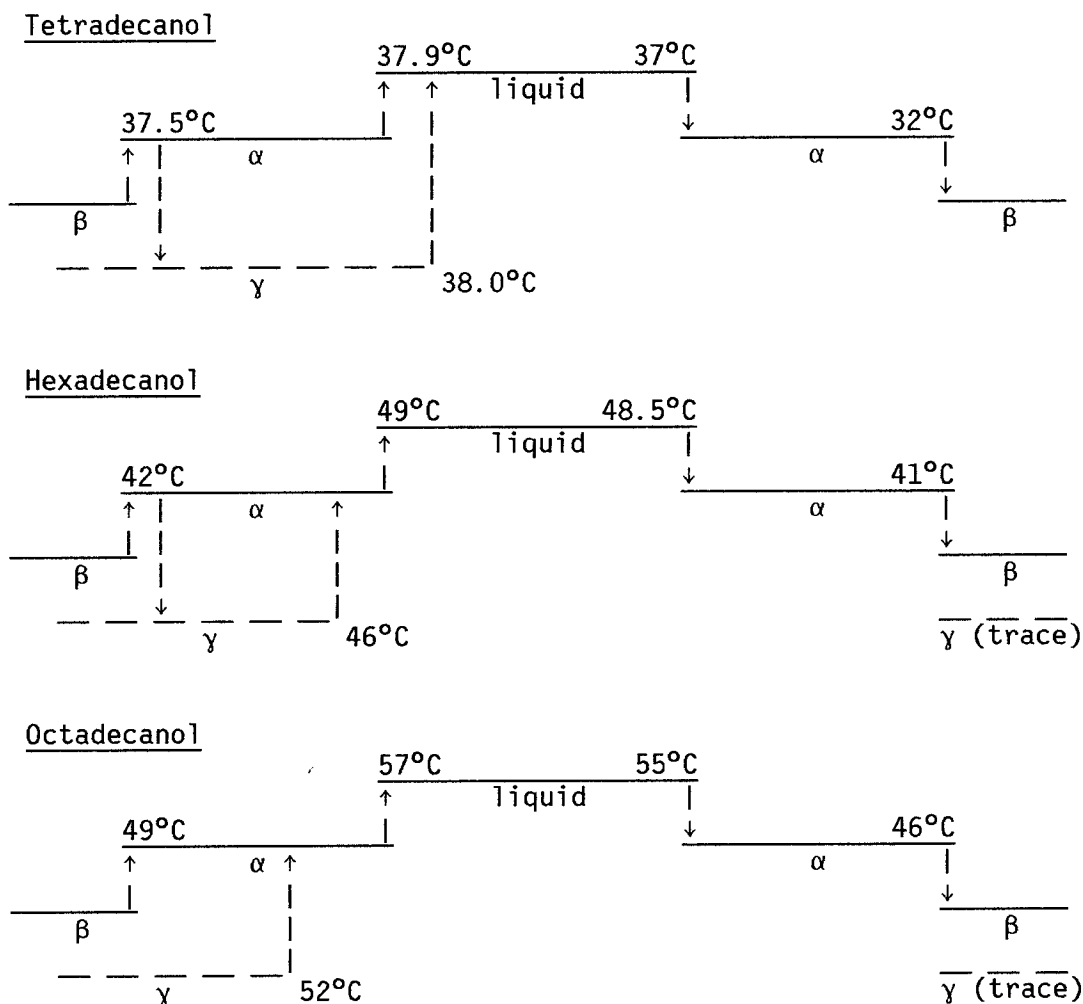 Tetradecanol
37.9°C 37°C
liquid
37.5°C 32°C
α α
β β
γ 38.0°C
Hexadecanol
49°C 48.5°C
liquid
42°C 41°C
α α
β β
γ 46°C γ (trace)
Octadecanol
57°C 55°C
liquid
49°C 46°C
α α
β β
γ 52°C γ (trace)